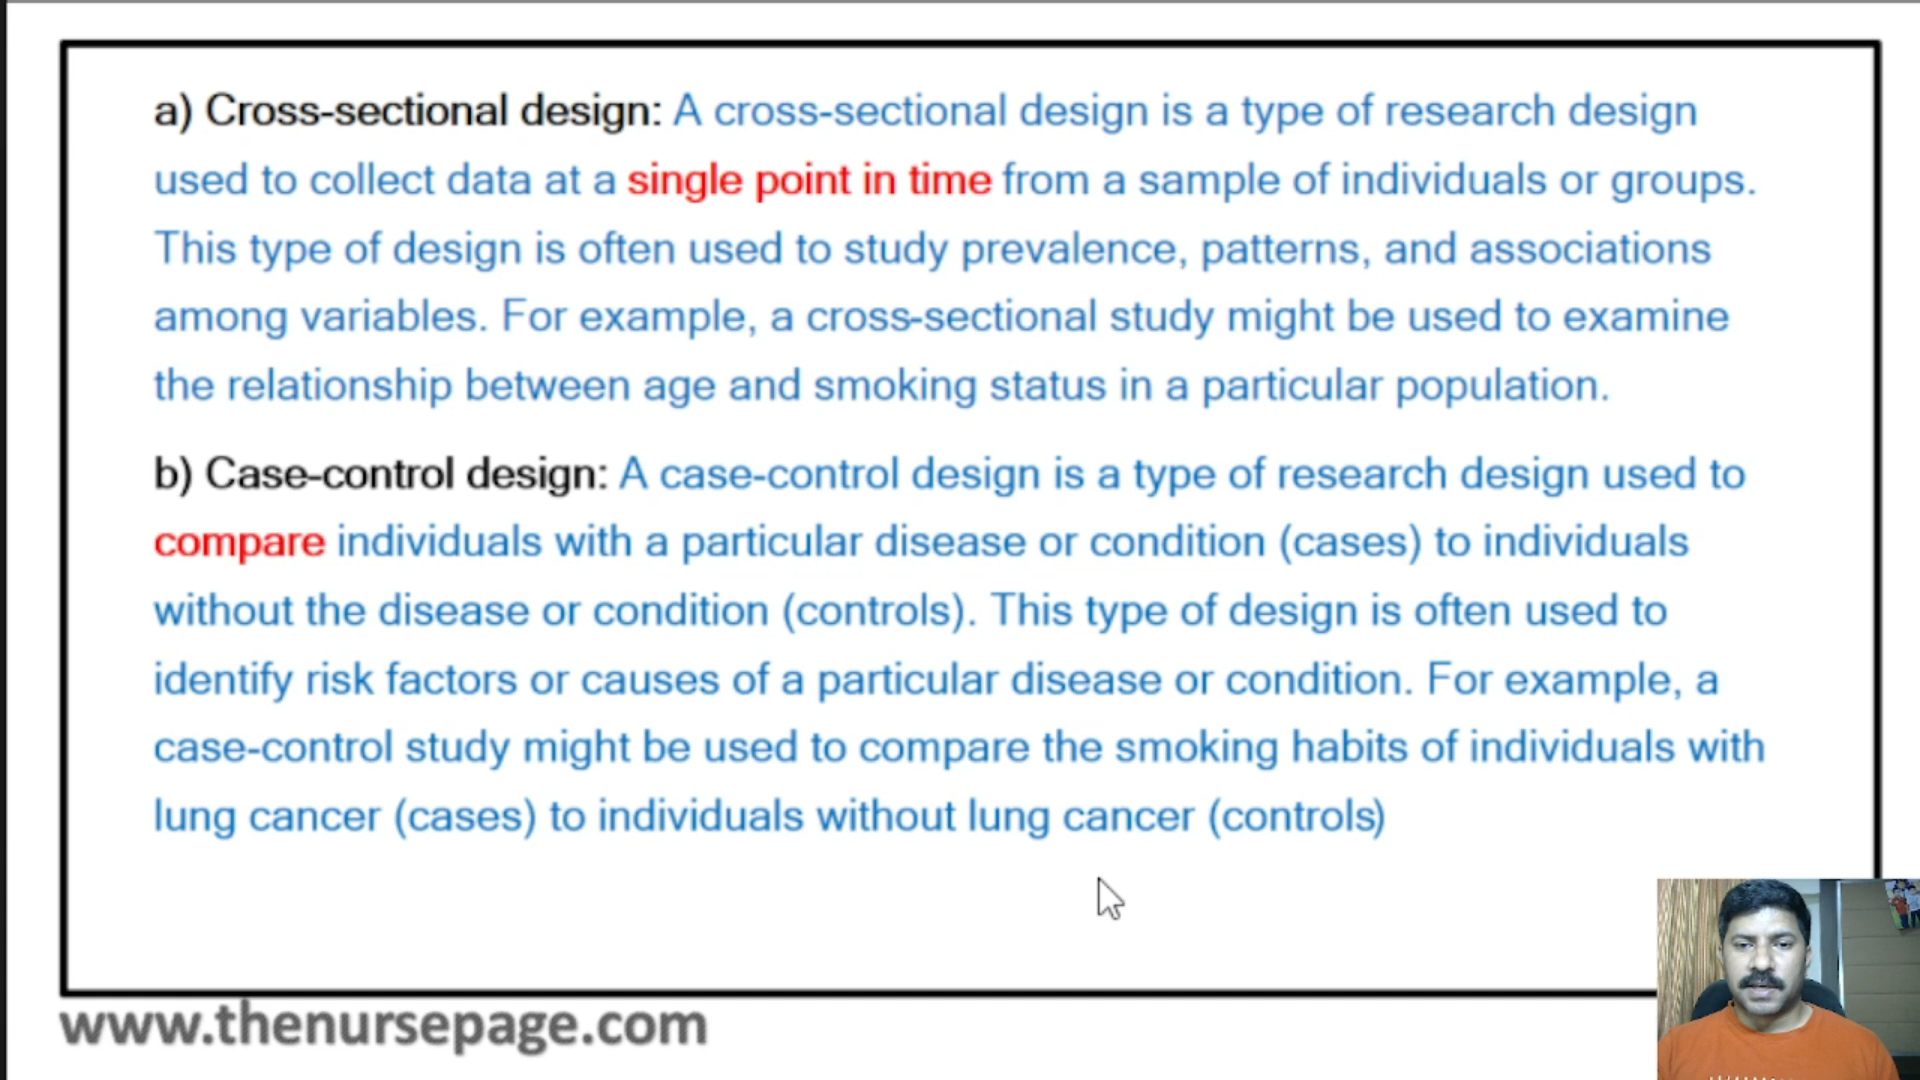 a) Cross-sectional design: A cross-sectional design is a type of research design
used to collect data at a single point in time from a sample of individuals or groups.
This type of design is often used to study prevalence, patterns, and associations
among variables. For example, a cross-sectional study might be used to examine
the relationship between age and smoking status in a particular population.
b) Case-control design: A case-control design is a type of research design used to
compare individuals with a particular disease or condition (cases) to individuals
without the disease or condition (controls). This type of design is often used to
identify risk factors or causes of a particular disease or condition. For example, a
case-control study might be used to compare the smoking habits of individuals with
lung cancer (cases) to individuals without lung cancer (controls)
www.thenursepage.com